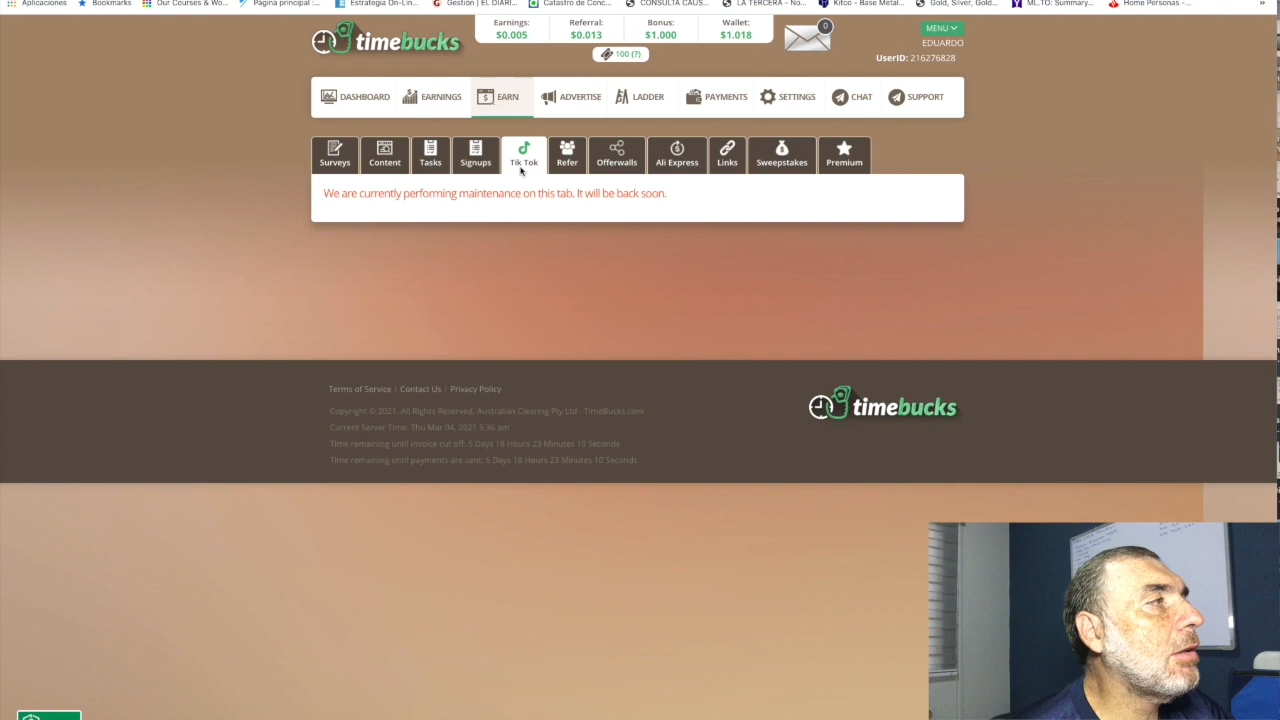 Aplicaciones Bookmarks Our Courses & Wo... Página principal :... Estrategia On-Lin... Gestión | EL DIARI... Catastro de Conc... CONSULTA CAUS... LA TERCERA - No... Kitco - Base Metal... Gold, Silver, Gold... ML.TO: Summary... Home Personas -... »
timebucks
Earnings: Referral: Bonus: Wallet:
$0.005 $0.013 $1.000 $1.018
100 (?)
0
MENU
EDUARDO
UserID: 216276828
DASHBOARD EARNINGS EARN ADVERTISE LADDER PAYMENTS SETTINGS CHAT SUPPORT
Surveys Content Tasks Signups Tik Tok Refer Offerwalls Ali Express Links Sweepstakes Premium
We are currently performing maintenance on this tab. It will be back soon.
Terms of Service | Contact Us | Privacy Policy
Copyright © 2021. All Rights Reserved. Australian Clearing Pty Ltd - TimeBucks.com
Current Server Time: Thu Mar 04, 2021 5:36 am
Time remaining until invoice cut off: 5 Days 18 Hours 23 Minutes 10 Seconds
Time remaining until payments are sent: 6 Days 18 Hours 23 Minutes 10 Seconds
timebucks